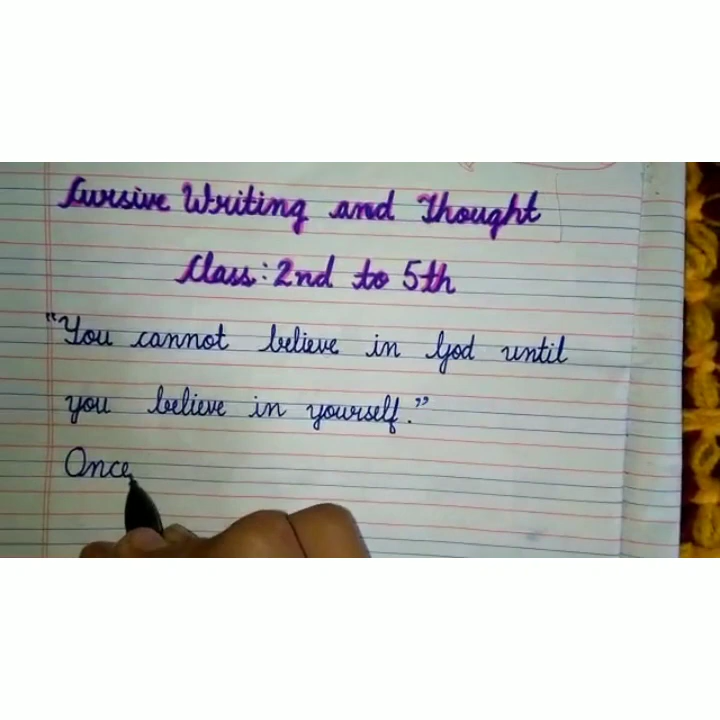 Cursive Writing and Thought
Class: 2nd to 5th
"You cannot believe in God until
you believe in yourself."
Once